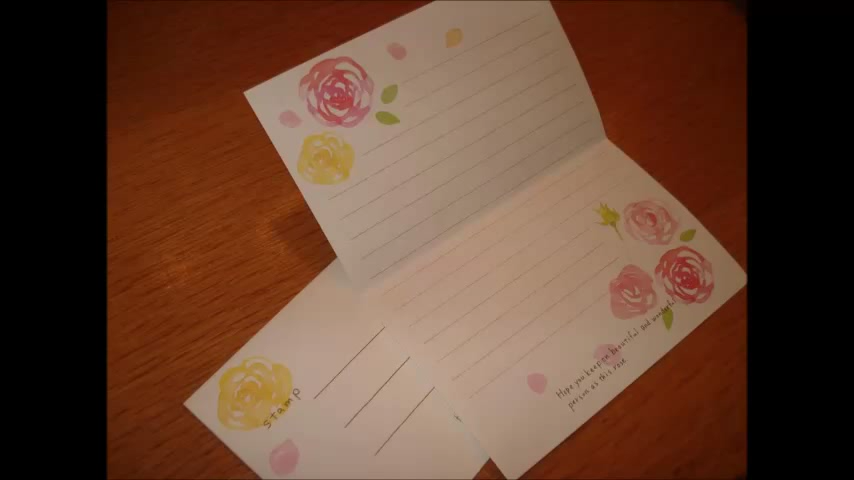 stamp
Hope you keep on beautiful and wonderful
person as this rose